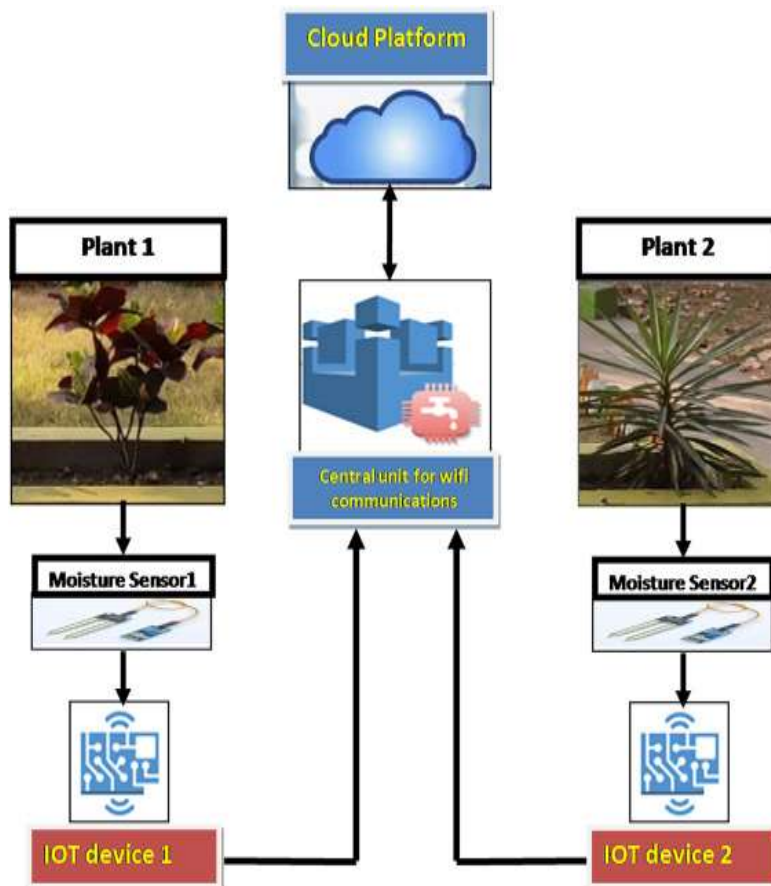 Cloud Platform
Plant 1
Plant 2
Central unit for wifi
communications
Moisture Sensor1
Moisture Sensor2
IOT device 1
IOT device 2